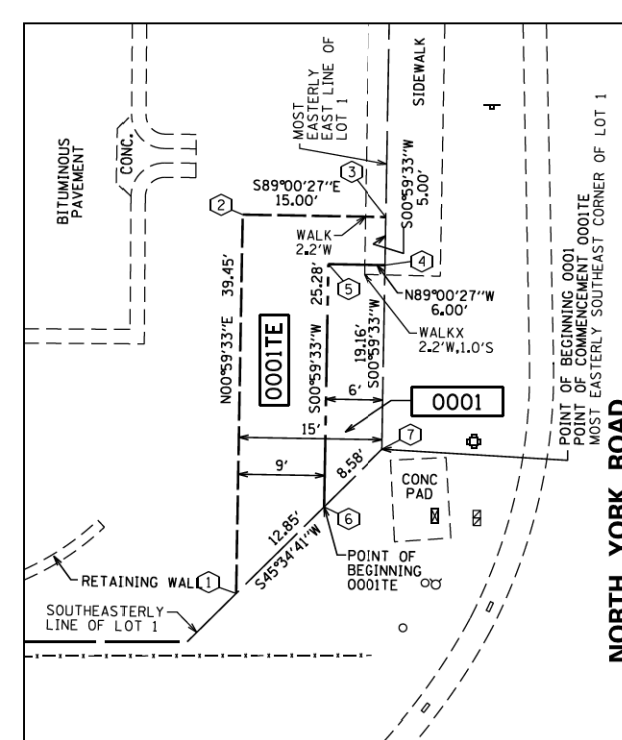 MOST
EASTERLY
EAST LINE OF
LOT 1
SIDEWALK
BITUMINOUS
PAVEMENT
CONC.
S89°00'27"E
15.00'
3
S00°59'33"W
5.00'
2
WALK
2.2'W
4
5
N89°00'27"W
6.00'
N00°59'33"E 39.45'
0001TE
S00°59'33"W 25.28'
19.16'
S00°59'33"W
WALKX
2.2'W,1.0'S
6'
0001
15'
7
9'
8.58'
CONC
PAD
12.85'
S45°34'41"W
6
POINT OF
BEGINNING
0001TE
RETAINING WAL
1
SOUTHEASTERLY
LINE OF LOT 1
POINT OF BEGINNING 0001
POINT OF COMMENCEMENT 0001TE
MOST EASTERLY SOUTHEAST CORNER OF LOT 1
NORTH YORK ROAD